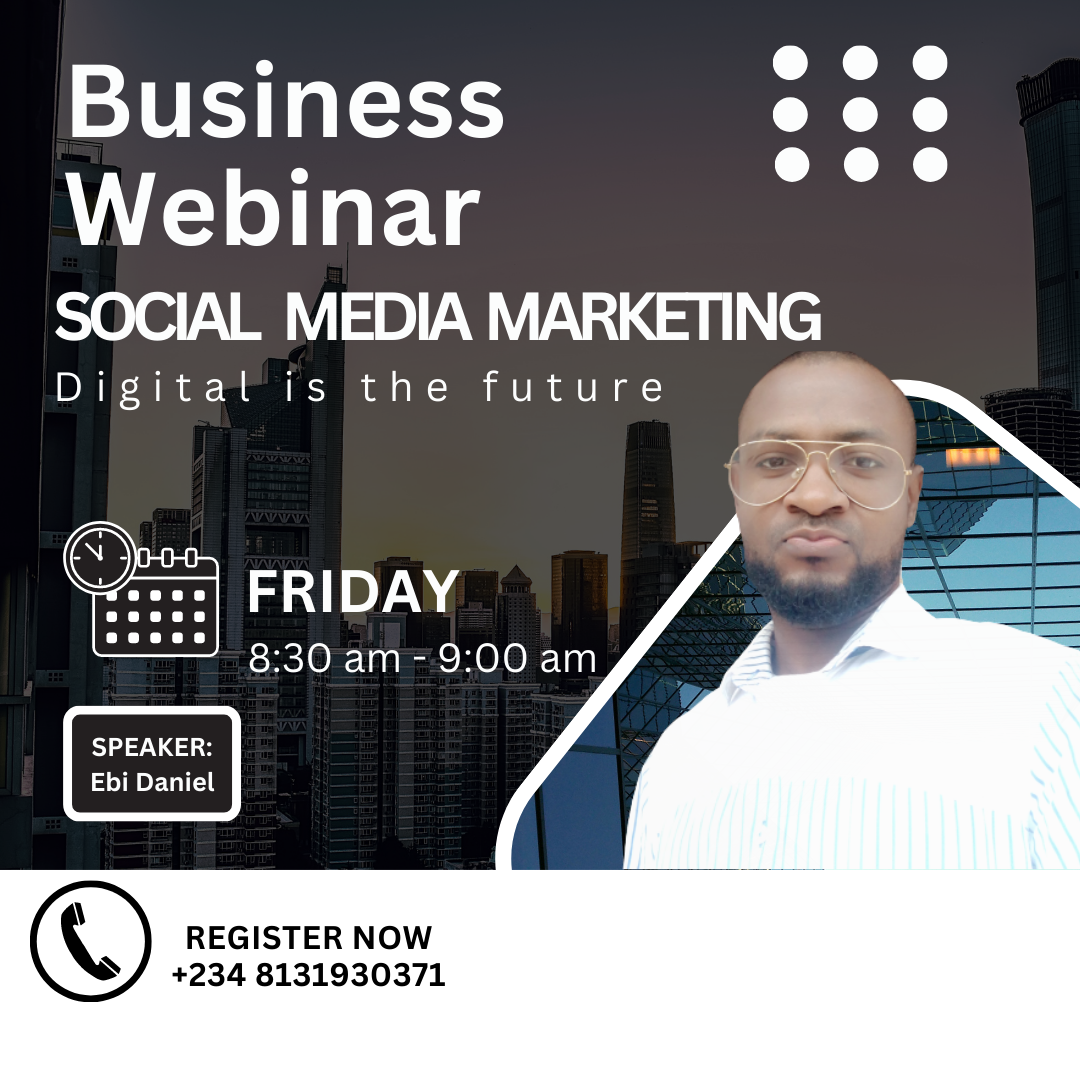 Business
Webinar
SOCIAL MEDIA MARKETING
Digital is the future
FRIDAY
8:30 am - 9:00 am
SPEAKER:
Ebi Daniel
REGISTER NOW
+234 8131930371